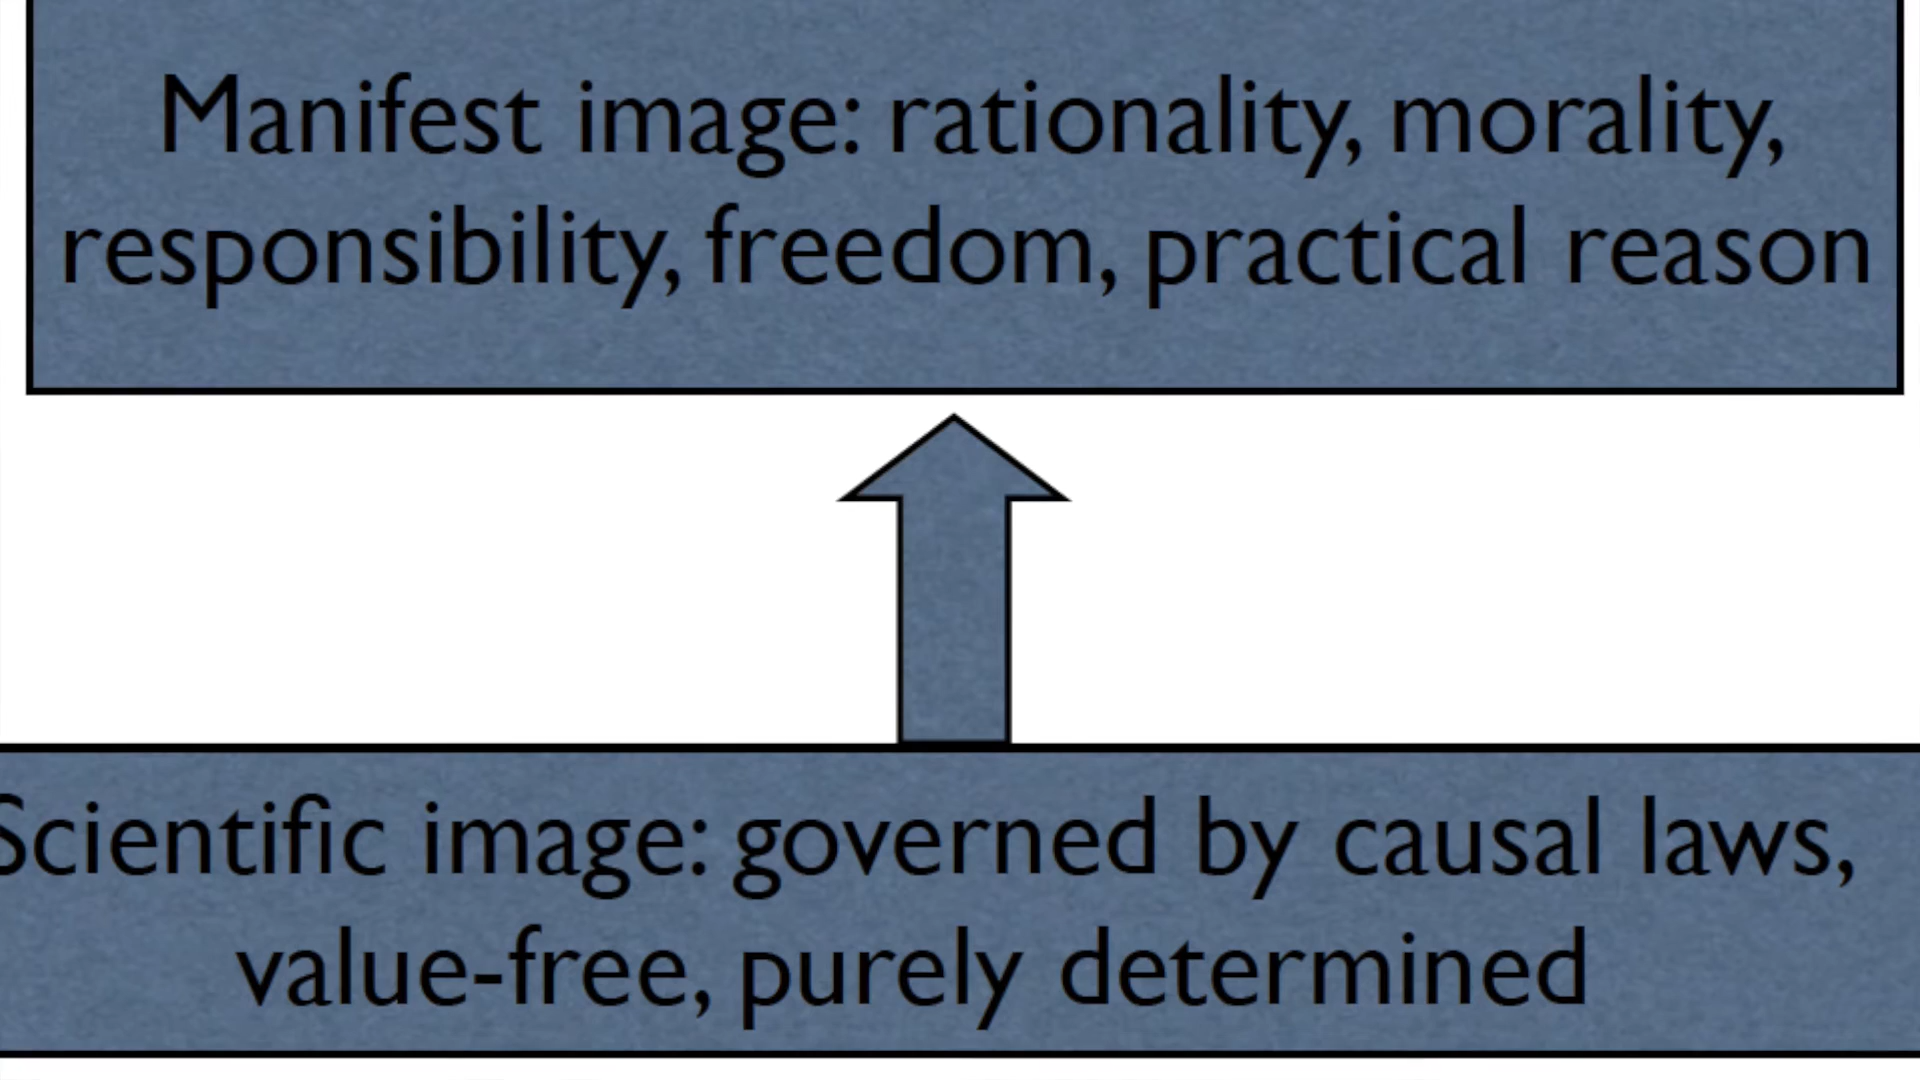 Manifest image: rationality, morality,
responsibility, freedom, practical reason
Scientific image: governed by causal laws,
value-free, purely determined